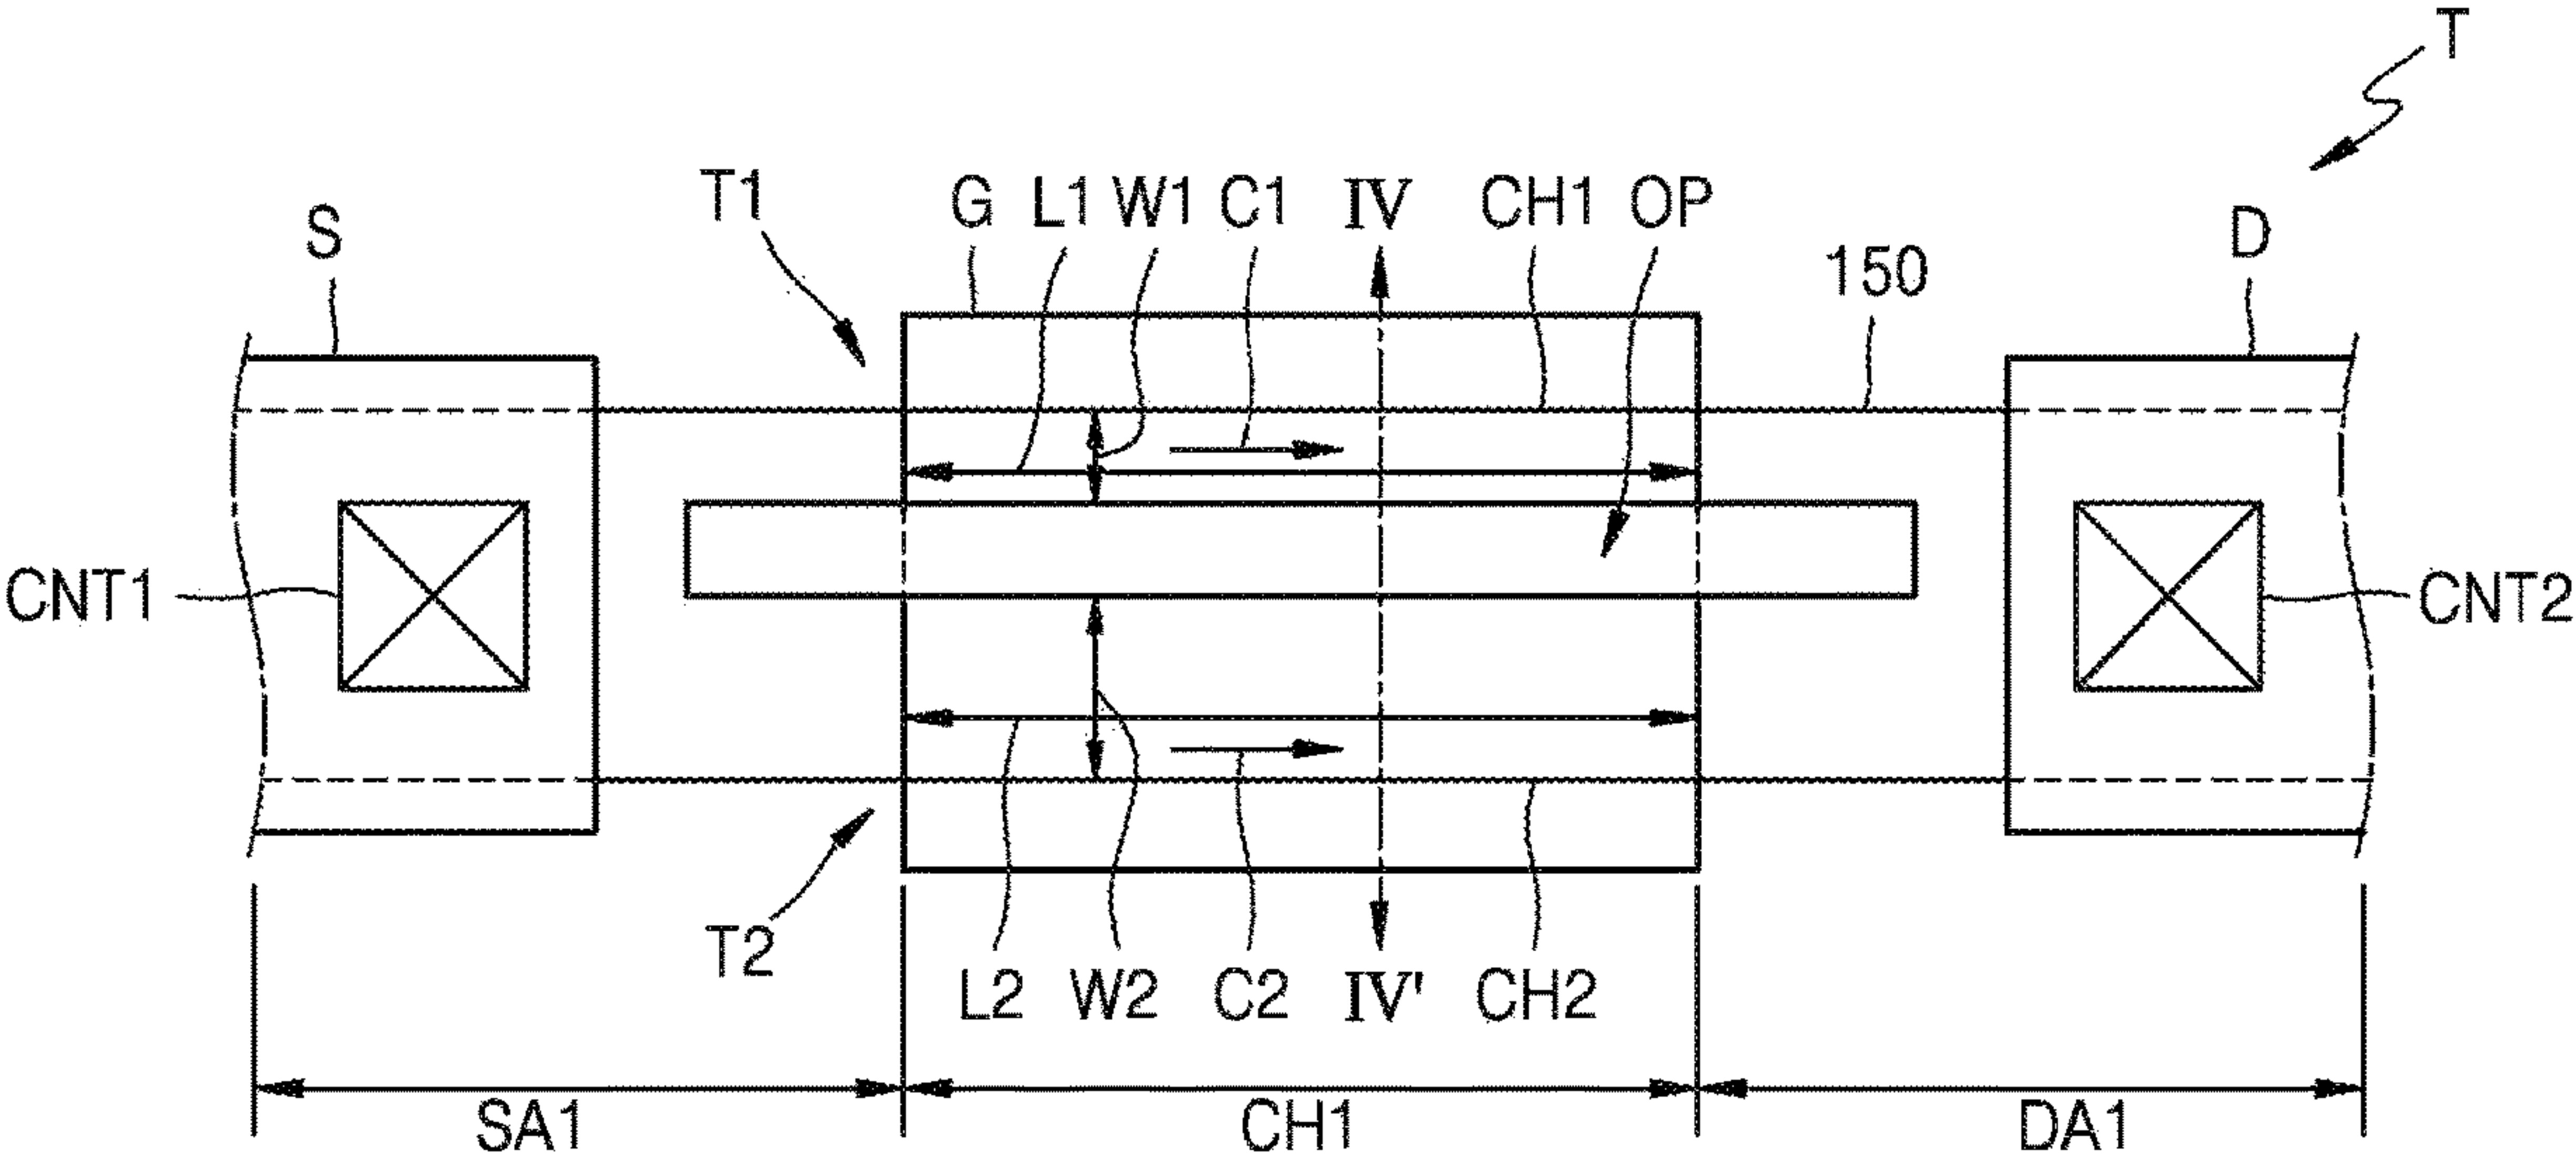 T
T1 G L1 W1 C1 IV CH1 OP
S D
150
CNT1 CNT2
T2
L2 W2 C2 IV' CH2
SA1 CH1 DA1